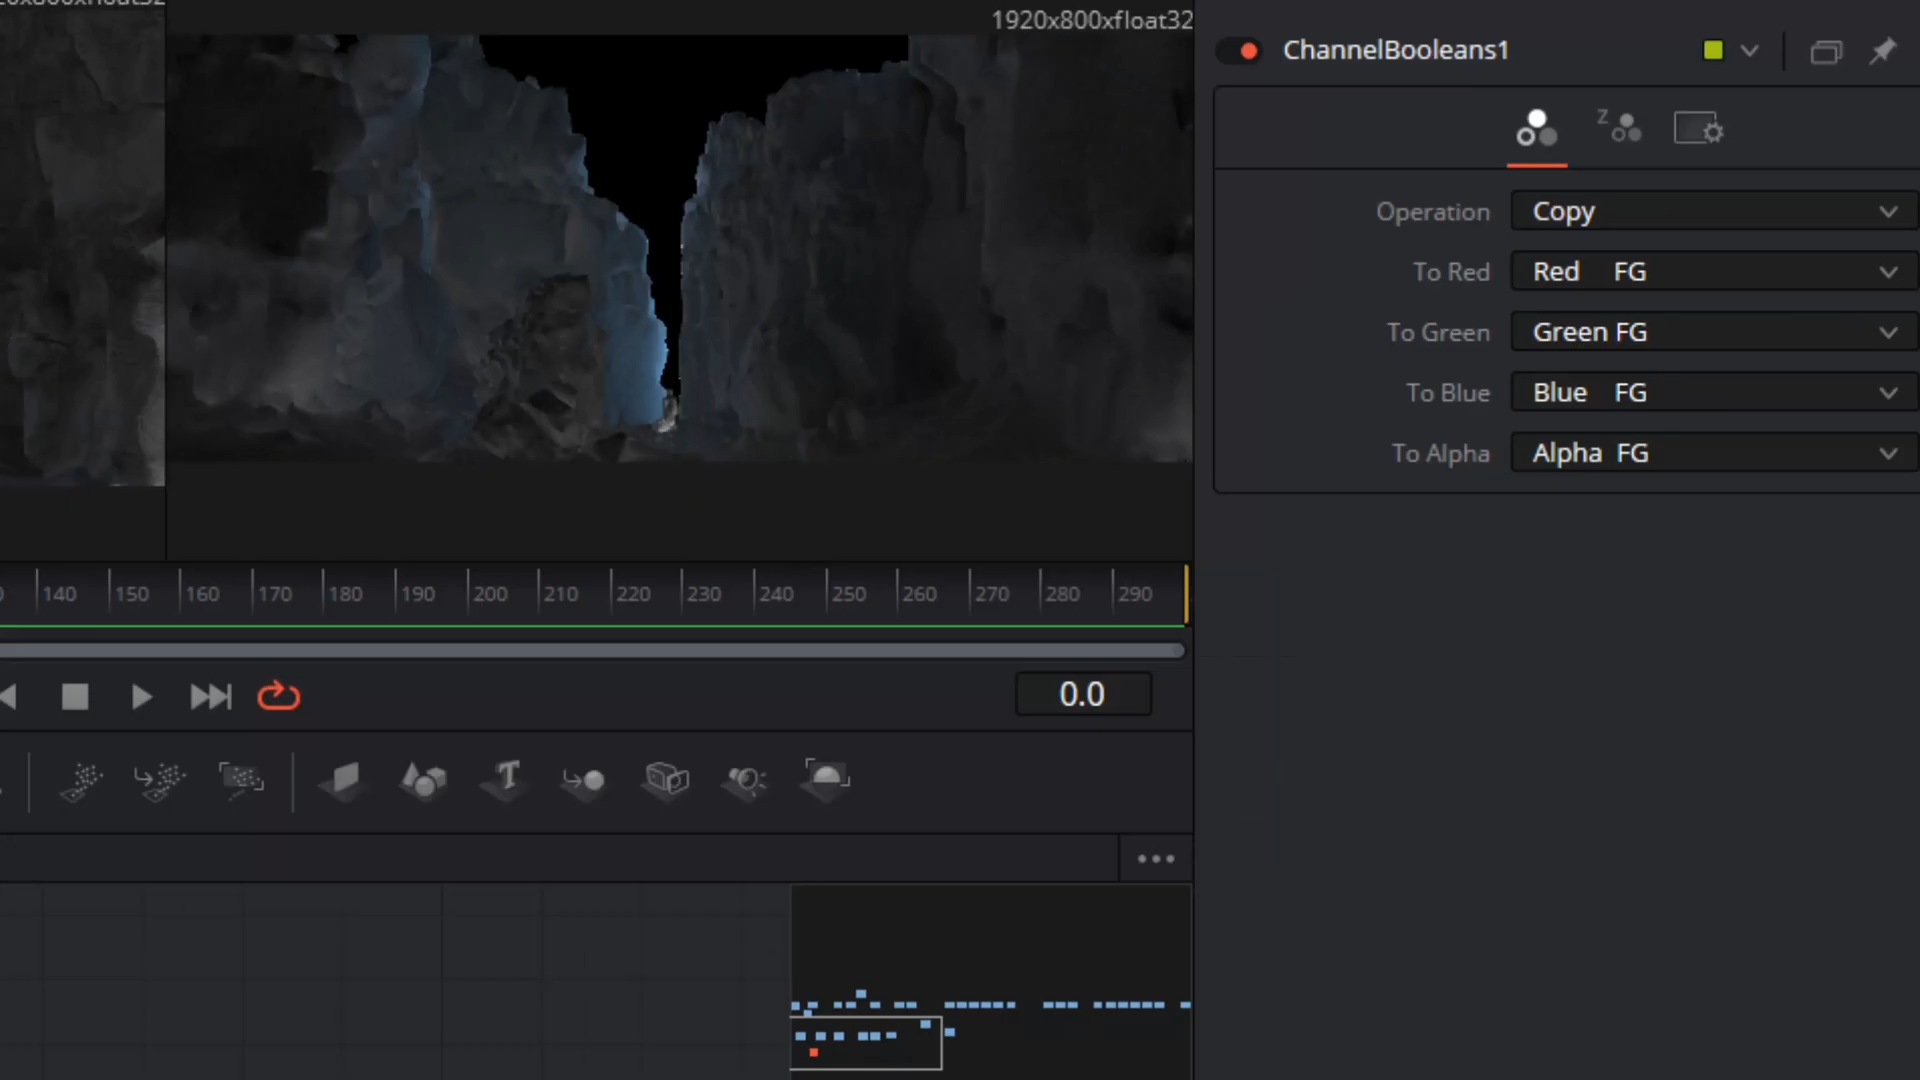 1920x800xfloat32
ChannelBooleans1
Z
Operation Copy
To Red Red FG
To Green Green FG
To Blue Blue FG
To Alpha Alpha FG
140 150 160 170 180 190 200 210 220 230 240 250 260 270 280 290
0.0
T